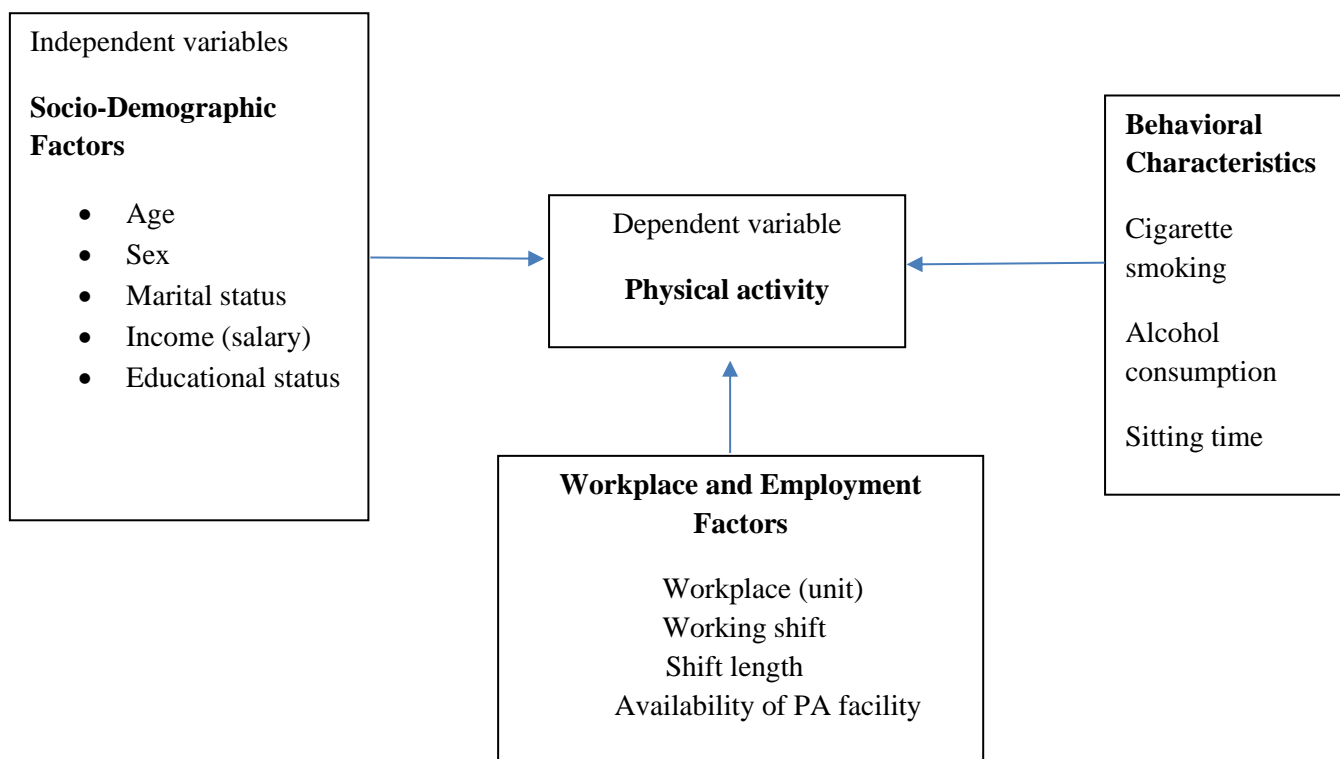 Independent variables
Socio-Demographic
Factors
• Age
• Sex
• Marital status
• Income (salary)
• Educational status
Dependent variable
Physical activity
Behavioral
Characteristics
Cigarette
smoking
Alcohol
consumption
Sitting time
Workplace and Employment
Factors
Workplace (unit)
Working shift
Shift length
Availability of PA facility